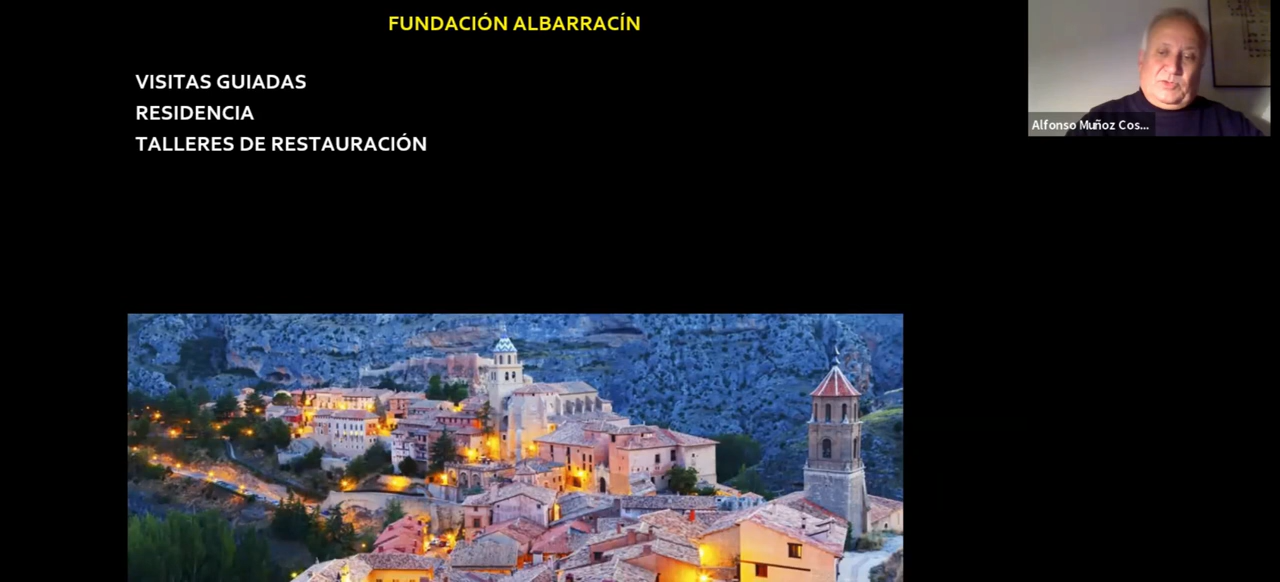 FUNDACIÓN ALBARRACÍN
VISITAS GUIADAS
RESIDENCIA
TALLERES DE RESTAURACIÓN
Alfonso Muñoz Cos...